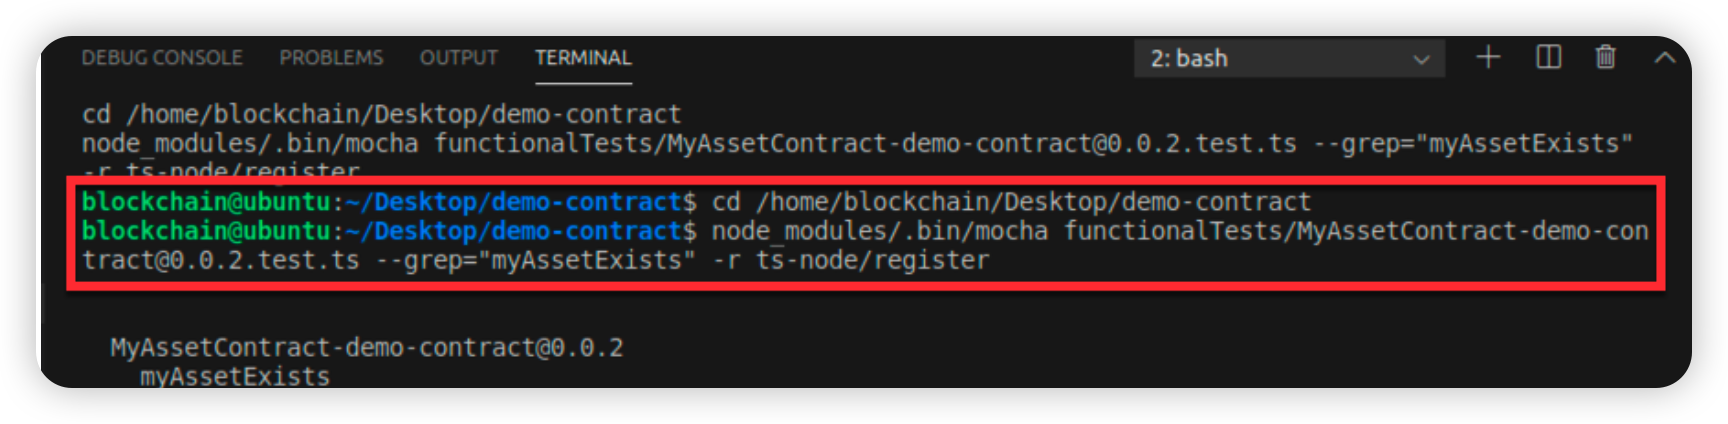 DEBUG CONSOLE PROBLEMS OUTPUT TERMINAL 2: bash
cd /home/blockchain/Desktop/demo-contract
node_modules/.bin/mocha functionalTests/MyAssetContract-demo-contract@0.0.2.test.ts --grep="myAssetExists"
-r ts-node/register
blockchain@ubuntu:~/Desktop/demo-contract$ cd /home/blockchain/Desktop/demo-contract
blockchain@ubuntu:~/Desktop/demo-contract$ node_modules/.bin/mocha functionalTests/MyAssetContract-demo-con
tract@0.0.2.test.ts --grep="myAssetExists" -r ts-node/register
MyAssetContract-demo-contract@0.0.2
myAssetExists